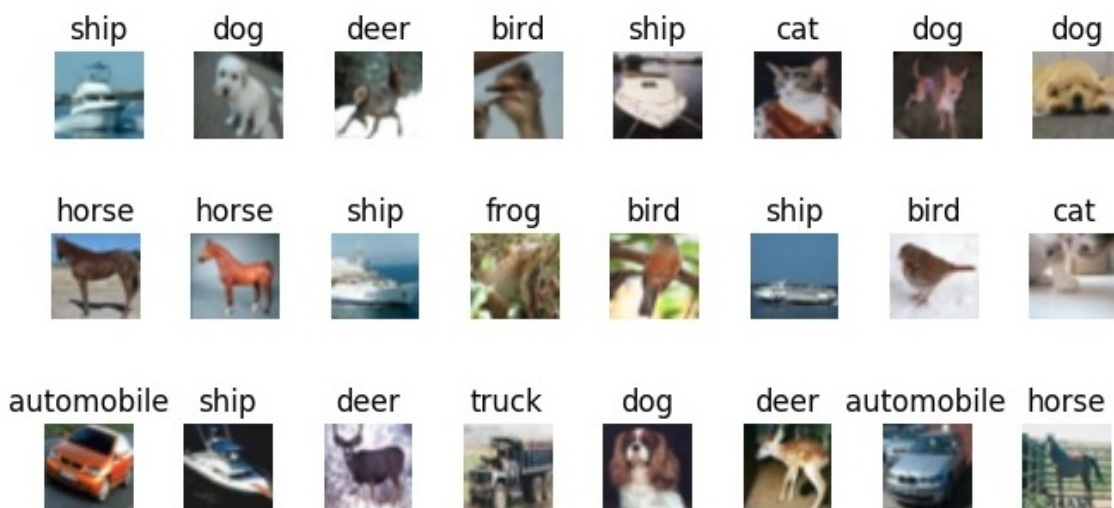 ship dog deer bird ship cat dog dog
horse horse ship frog bird ship bird cat
automobile ship deer truck dog deer automobile horse